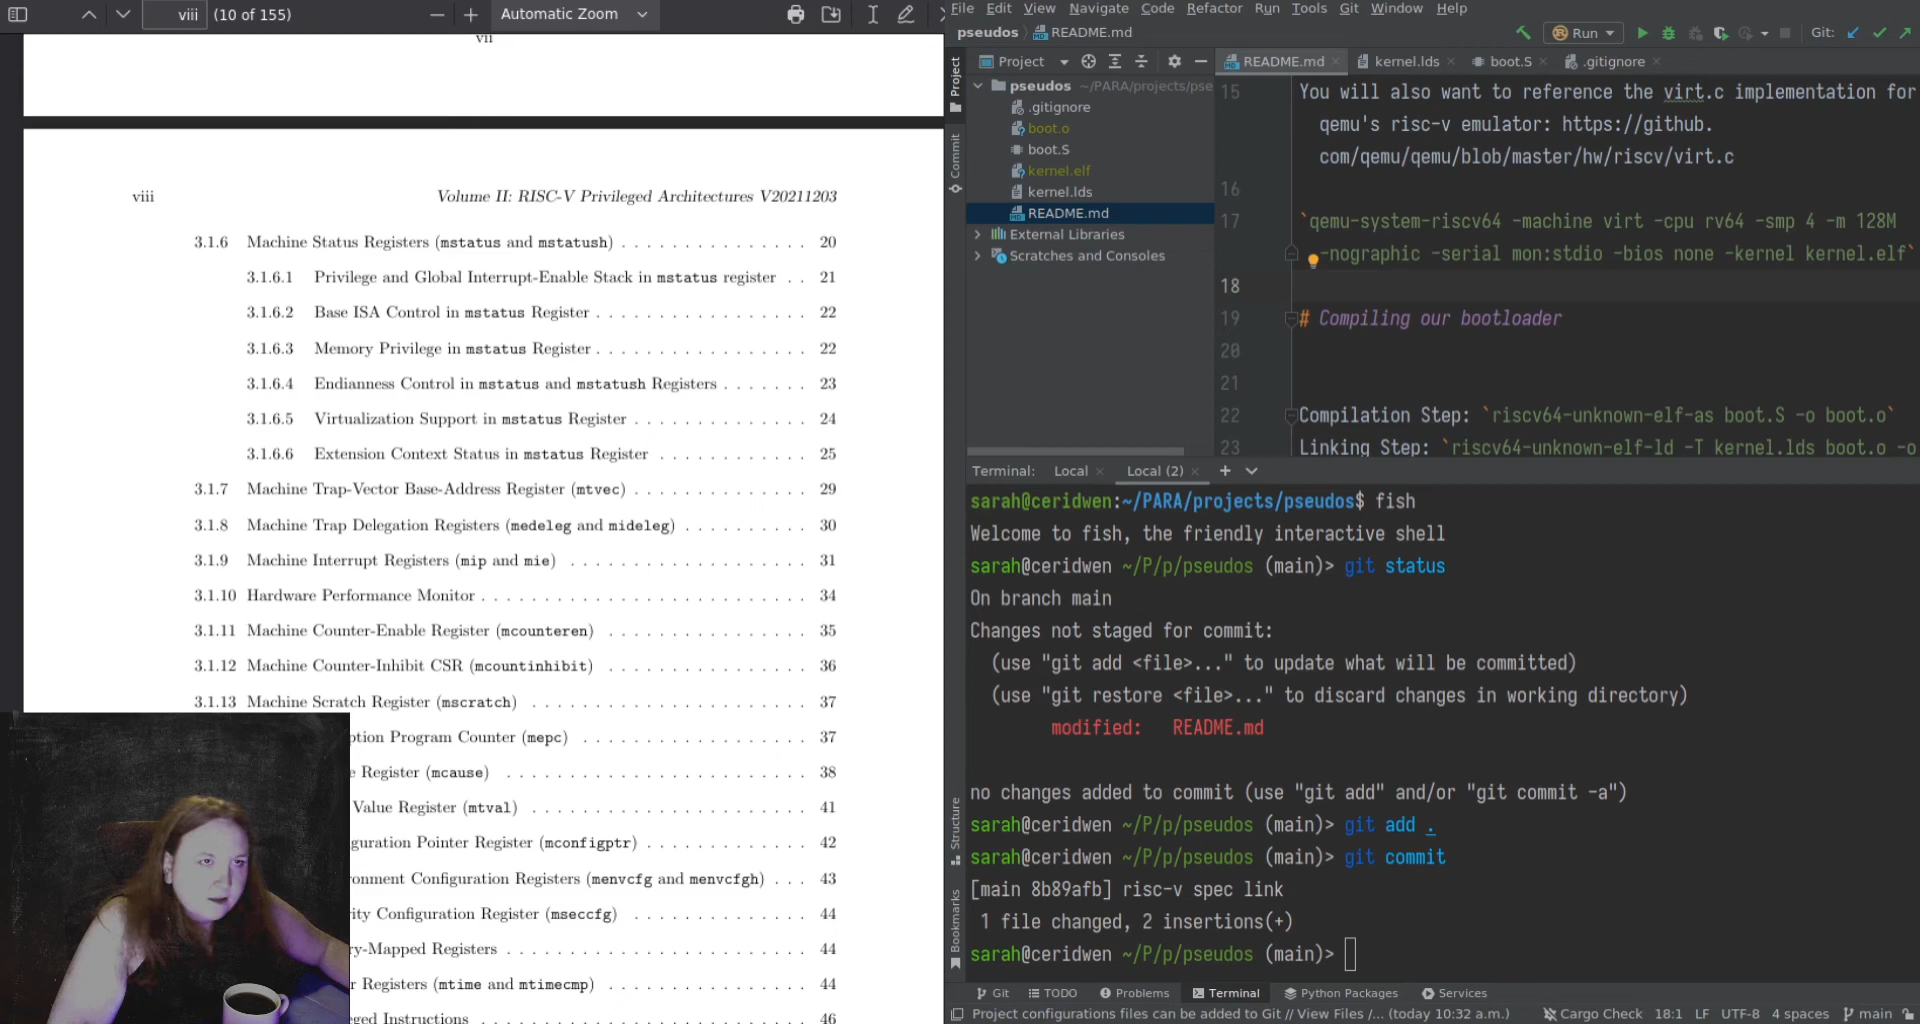 viii (10 of 155) — + Automatic Zoom
vii
viii Volume II: RISC-V Privileged Architectures V20211203
3.1.6 Machine Status Registers (mstatus and mstatush) . . . . . . . . . . . . . . . 20
3.1.6.1 Privilege and Global Interrupt-Enable Stack in mstatus register . . 21
3.1.6.2 Base ISA Control in mstatus Register . . . . . . . . . . . . . . . . 22
3.1.6.3 Memory Privilege in mstatus Register . . . . . . . . . . . . . . . . 22
3.1.6.4 Endianness Control in mstatus and mstatush Registers . . . . . . . 23
3.1.6.5 Virtualization Support in mstatus Register . . . . . . . . . . . . . 24
3.1.6.6 Extension Context Status in mstatus Register . . . . . . . . . . . 25
3.1.7 Machine Trap-Vector Base-Address Register (mtvec) . . . . . . . . . . . . . 29
3.1.8 Machine Trap Delegation Registers (medeleg and mideleg) . . . . . . . . . . 30
3.1.9 Machine Interrupt Registers (mip and mie) . . . . . . . . . . . . . . . . . 31
3.1.10 Hardware Performance Monitor . . . . . . . . . . . . . . . . . . . . . . . 34
3.1.11 Machine Counter-Enable Register (mcounteren) . . . . . . . . . . . . . . . 35
3.1.12 Machine Counter-Inhibit CSR (mcountinhibit) . . . . . . . . . . . . . . . 36
3.1.13 Machine Scratch Register (mscratch) . . . . . . . . . . . . . . . . . . . 37
ption Program Counter (mepc) . . . . . . . . . . . . . . . . 37
e Register (mcause) . . . . . . . . . . . . . . . . . . . . 38
Value Register (mtval) . . . . . . . . . . . . . . . . . . . 41
guration Pointer Register (mconfigptr) . . . . . . . . . . . . 42
ronment Configuration Registers (menvcfg and menvcfgh) . . . 43
rity Configuration Register (mseccfg) . . . . . . . . . . . . . 44
ry-Mapped Registers . . . . . . . . . . . . . . . . . . . . 44
r Registers (mtime and mtimecmp) . . . . . . . . . . . . . . 44
eged Instructions . . . . . . . . . . . . . . . . . . . . . . 46
File Edit View Navigate Code Refactor Run Tools Git Window Help
pseudos README.md Run Git:
Project README.md kernel.lds boot.S .gitignore
Project
Commit
pseudos ~/PARA/projects/pse
.gitignore
boot.o
boot.S
kernel.elf
kernel.lds
README.md
External Libraries
Scratches and Consoles
15 You will also want to reference the virt.c implementation for
qemu's risc-v emulator: https://github.
com/qemu/qemu/blob/master/hw/riscv/virt.c
16
17 `qemu-system-riscv64 -machine virt -cpu rv64 -smp 4 -m 128M
-nographic -serial mon:stdio -bios none -kernel kernel.elf`
18
19 # Compiling our bootloader
20
21
22 Compilation Step: `riscv64-unknown-elf-as boot.S -o boot.o`
23 Linking Step: `riscv64-unknown-elf-ld -T kernel.lds boot.o -o
Terminal: Local Local (2) +
sarah@ceridwen:~/PARA/projects/pseudos$ fish
Welcome to fish, the friendly interactive shell
sarah@ceridwen ~/P/p/pseudos (main)> git status
On branch main
Changes not staged for commit:
(use "git add <file>..." to update what will be committed)
(use "git restore <file>..." to discard changes in working directory)
modified: README.md
no changes added to commit (use "git add" and/or "git commit -a")
sarah@ceridwen ~/P/p/pseudos (main)> git add .
sarah@ceridwen ~/P/p/pseudos (main)> git commit
[main 8b89afb] risc-v spec link
1 file changed, 2 insertions(+)
sarah@ceridwen ~/P/p/pseudos (main)>
Structure
Bookmarks
Git TODO Problems Terminal Python Packages Services
Project configurations files can be added to Git // View Files /... (today 10:32 a.m.) Cargo Check 18:1 LF UTF-8 4 spaces main